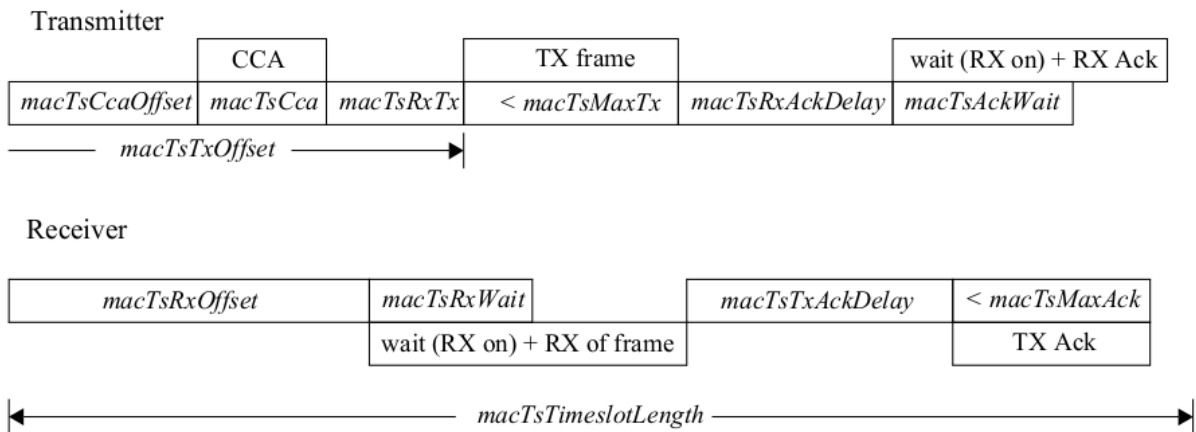 Transmitter
CCA TX frame wait (RX on) + RX Ack
macTsCcaOffset macTsCca macTsRxTx < macTsMaxTx macTsRxAckDelay macTsAckWait
macTsTxOffset
Receiver
macTsRxOffset macTsRxWait macTsTxAckDelay < macTsMaxAck
wait (RX on) + RX of frame TX Ack
macTsTimeslotLength